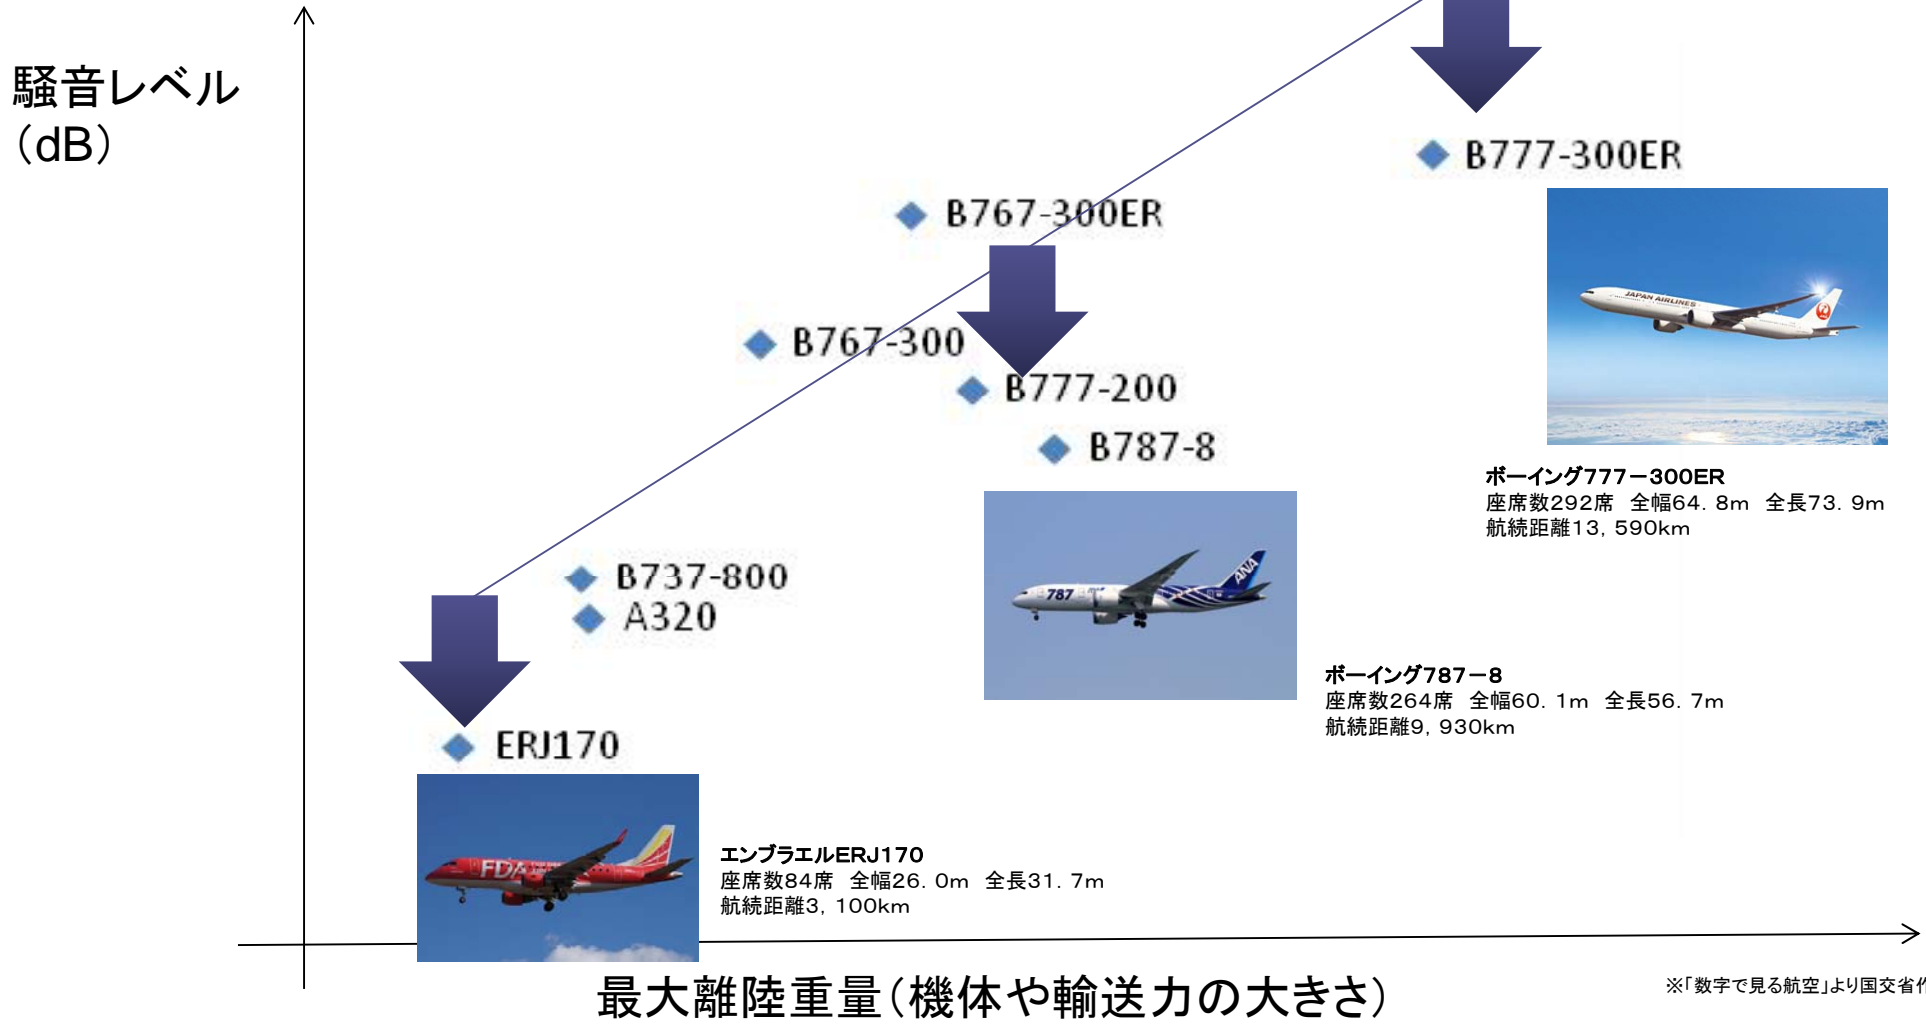 騒音レベル
(dB)
B777-300ER
B767-300ER
B767-300
B777-200
B787-8
JAPAN AIRLINES
ボーイング777－300ER
座席数292席　全幅64．8m　全長73．9m
航続距離13，590km
B737-800
A320
787
ANA
ボーイング787－8
座席数264席　全幅60．1m　全長56．7m
航続距離9，930km
ERJ170
FDA
エンブラエルERJ170
座席数84席　全幅26．0m　全長31．7m
航続距離3，100km
最大離陸重量（機体や輸送力の大きさ）
※「数字で見る航空」より国交省作